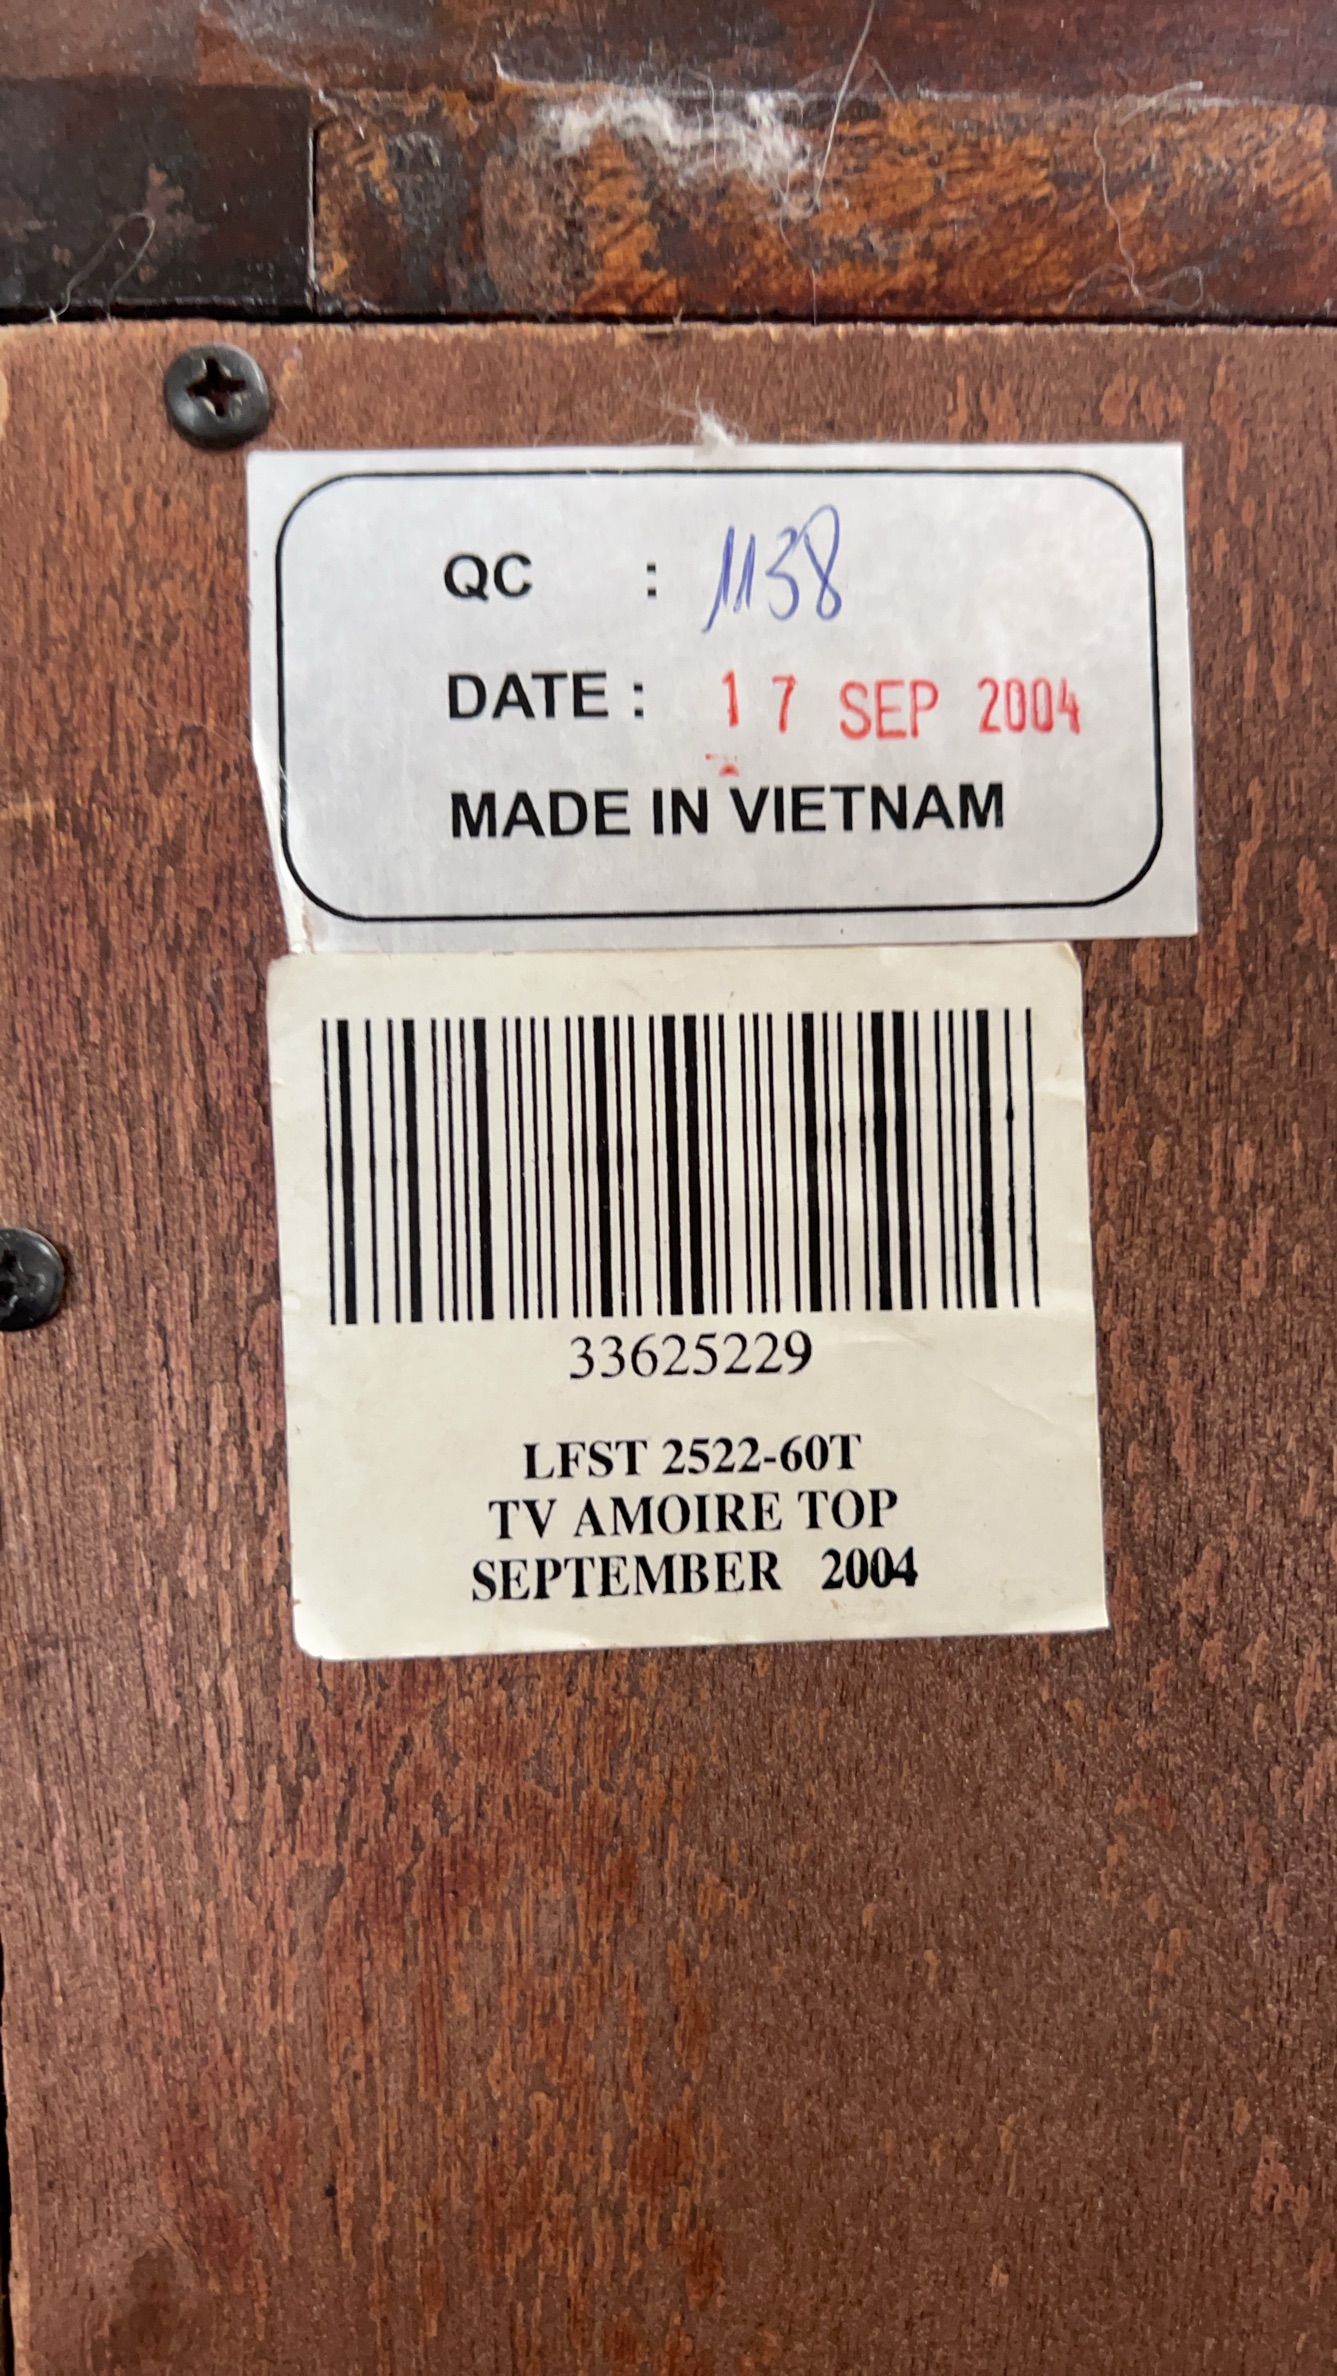 QC : 1138
DATE : 17 SEP 2004
MADE IN VIETNAM
33625229
LFST 2522-60T
TV AMOIRE TOP
SEPTEMBER 2004